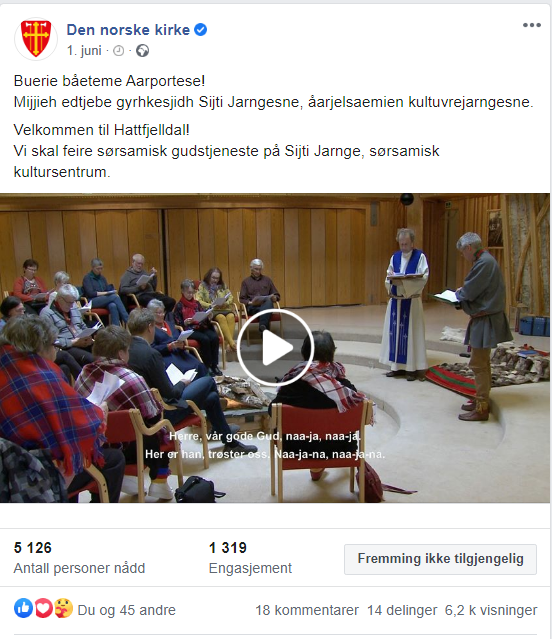 Den norske kirke
1. juni
Buerie båeteme Aarportese!
Mijjieh edtjebe gyrhkesjidh Sijti Jarngesne, åarjelsaemien kultuvrejarngesne.
Velkommen til Hattfjelldal!
Vi skal feire sørsamisk gudstjeneste på Sijti Jarnge, sørsamisk
kultursentrum.
Herre, vår gode Gud, naa-ja, naa-ja.
Her er han, trøster oss. Naa-ja-na, naa-ja-na.
5 126 1 319 Fremming ikke tilgjengelig
Antall personer nådd Engasjement
Du og 45 andre 18 kommentarer 14 delinger 6,2 k visninger